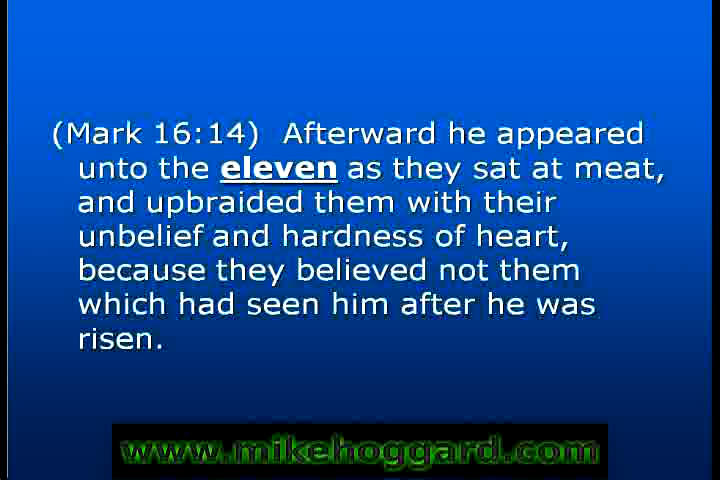 (Mark 16:14)  Afterward he appeared
unto the eleven as they sat at meat,
and upbraided them with their
unbelief and hardness of heart,
because they believed not them
which had seen him after he was
risen.
www.mikehoggard.com